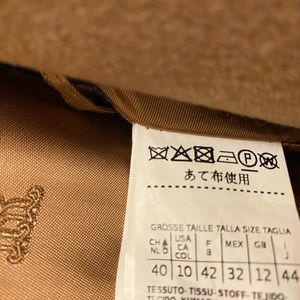 P W
あて布使用
GRÖSSE TAILLE TALLA SIZE TAGLIA
CH A NL D USA CA COL F B MEX GB I J
40 10 42 32 12 44
TESSUTO-TISSU-STOFF-TEJIDO